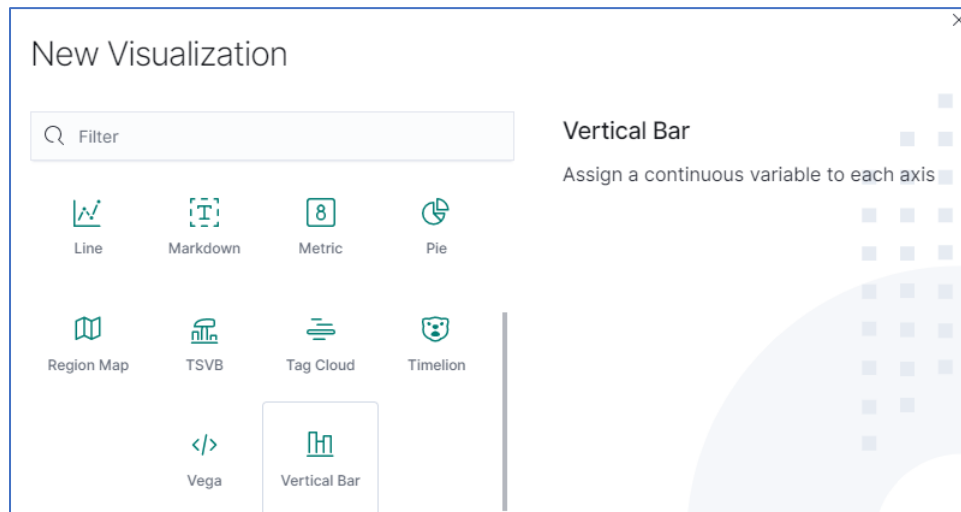 New Visualization
Filter
Line
Markdown
Metric
Pie
Region Map
TSVB
Tag Cloud
Timelion
Vega
Vertical Bar
Vertical Bar
Assign a continuous variable to each axis